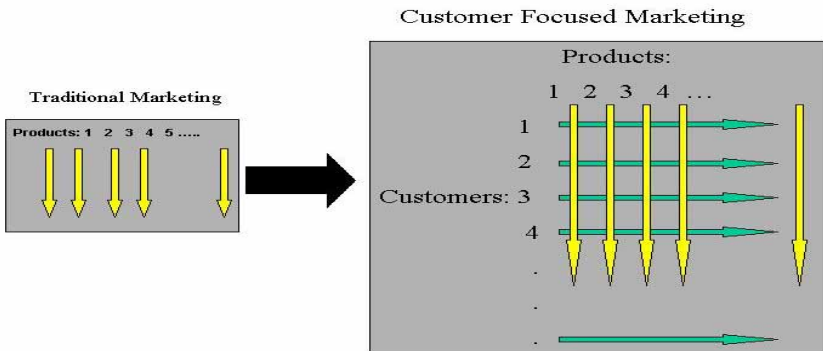 Customer Focused Marketing
Traditional Marketing
Products: 1 2 3 4 5 .....
Products:
1 2 3 4 ...
1
2
Customers: 3
4
.
.
.